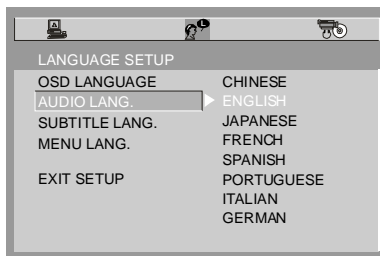 LANGUAGE SETUP
OSD LANGUAGE
AUDIO LANG.
SUBTITLE LANG.
MENU LANG.
EXIT SETUP
CHINESE
ENGLISH
JAPANESE
FRENCH
SPANISH
PORTUGUESE
ITALIAN
GERMAN